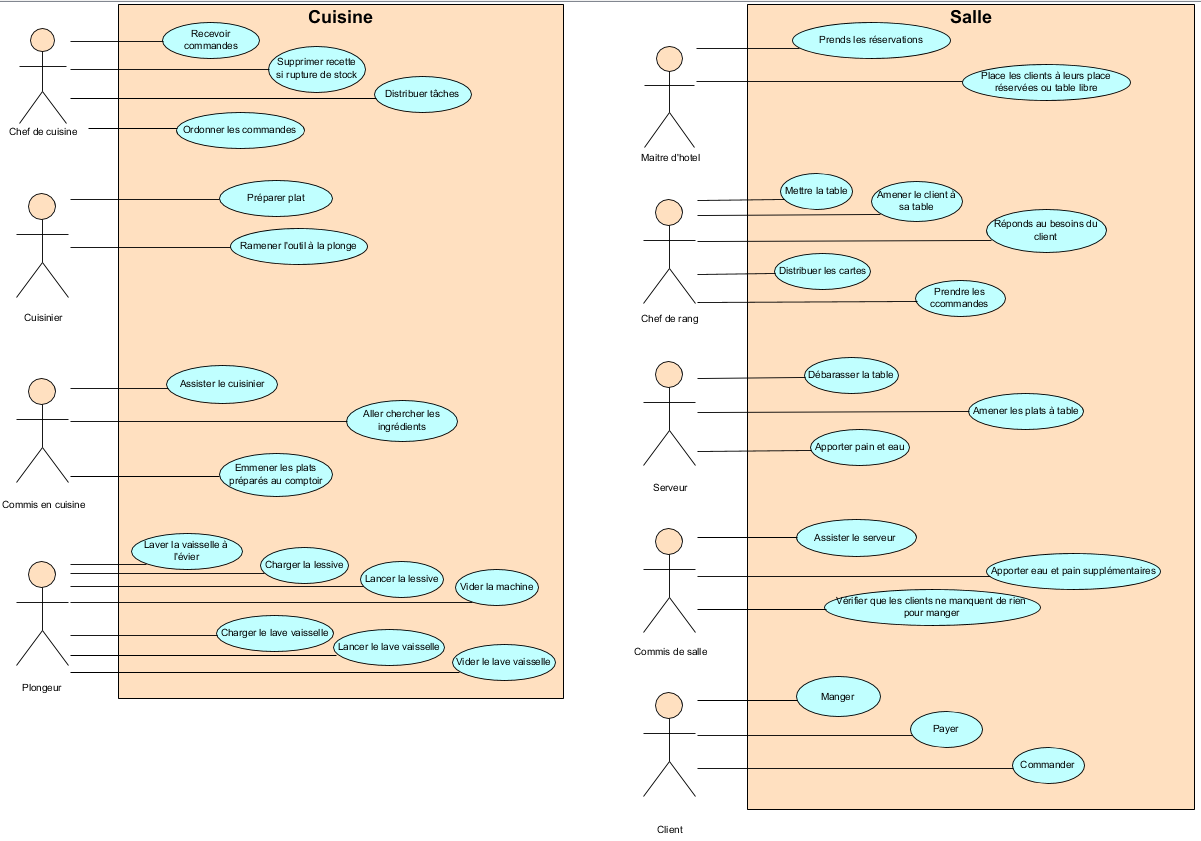 Cuisine
Recevoir
commandes
Supprimer recette
si rupture de stock
Distribuer tâches
Chef de cuisine
Ordonner les commandes
Préparer plat
Ramener l'outil à la plonge
Cuisinier
Assister le cuisinier
Aller chercher les
ingrédients
Emmener les plats
préparés au comptoir
Commis en cuisine
Laver la vaisselle à
l'évier
Charger la lessive
Lancer la lessive
Vider la machine
Charger le lave vaisselle
Lancer le lave vaisselle
Vider le lave vaisselle
Plongeur
Salle
Prends les réservations
Place les clients à leurs place
réservées ou table libre
Maitre d'hotel
Mettre la table
Amener le client à
sa table
Réponds au besoins du
client
Distribuer les cartes
Prendre les
ccommandes
Chef de rang
Débarasser la table
Amener les plats à table
Apporter pain et eau
Serveur
Assister le serveur
Apporter eau et pain supplémentaires
Vérifier que les clients ne manquent de rien
pour manger
Commis de salle
Manger
Payer
Commander
Client